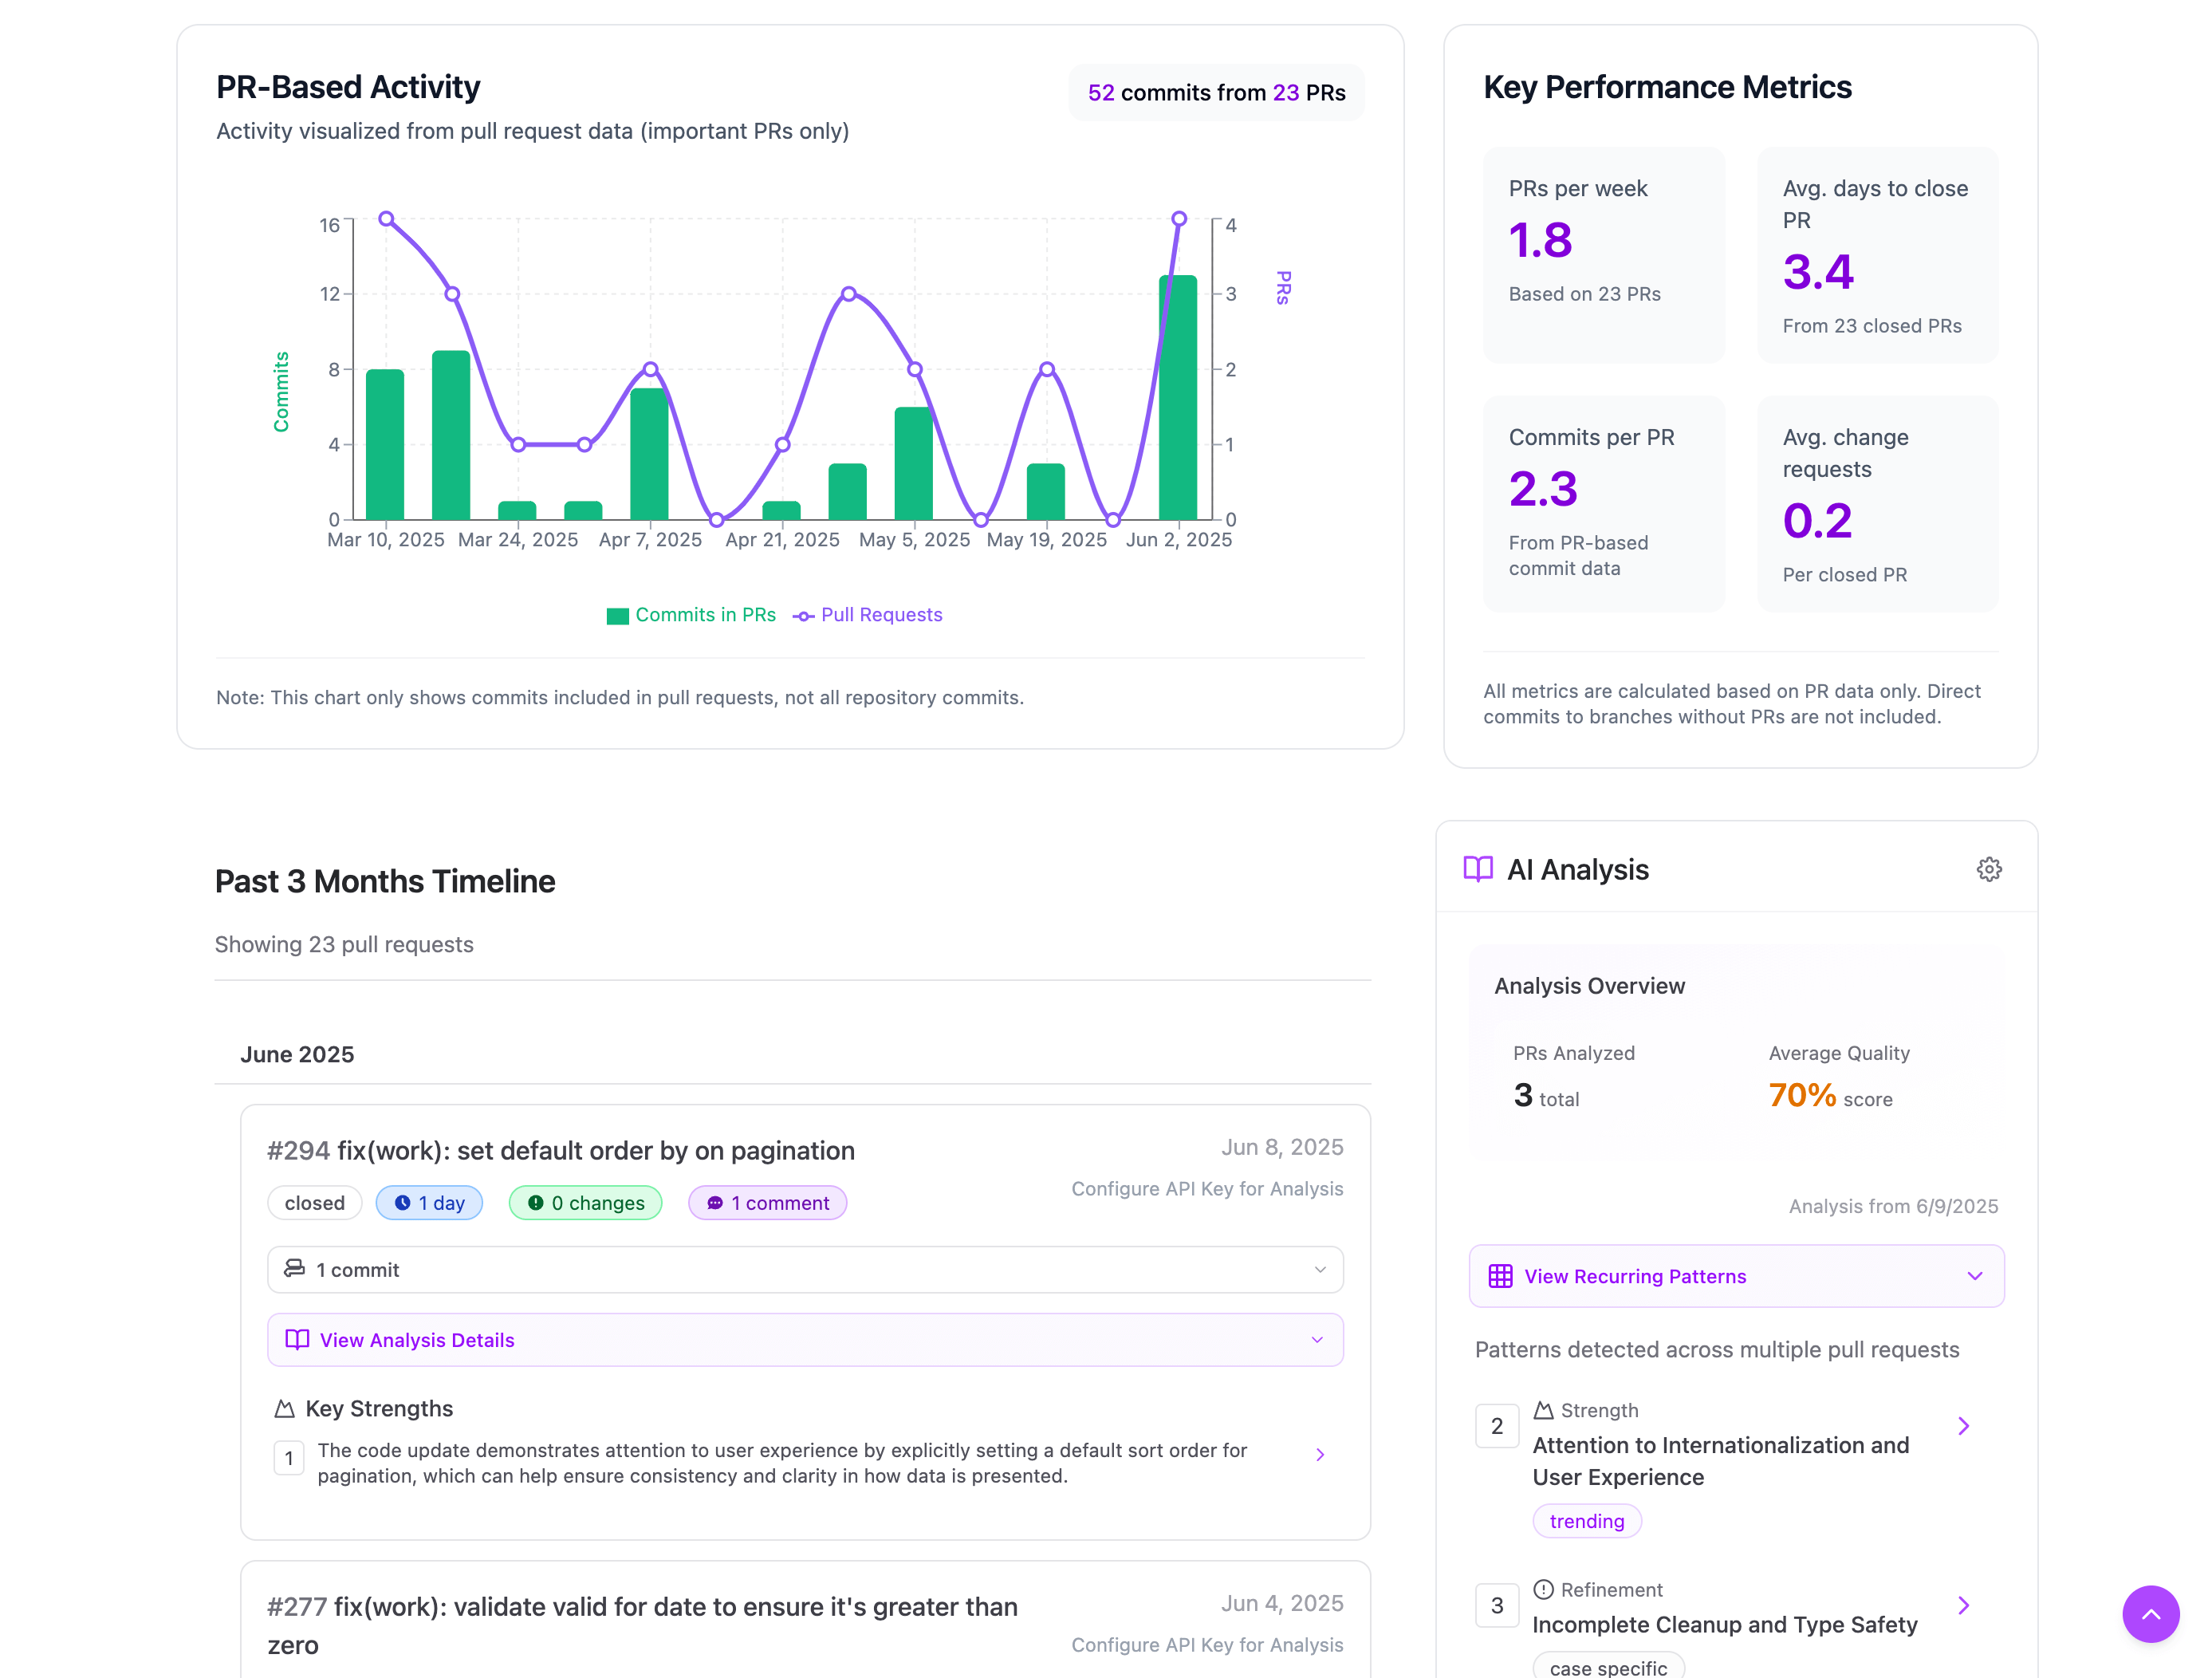 PR-Based Activity
52 commits from 23 PRs
Activity visualized from pull request data (important PRs only)
16
12
8
4
0
Commits
4
3
2
1
0
PRs
Mar 10, 2025
Mar 24, 2025
Apr 7, 2025
Apr 21, 2025
May 5, 2025
May 19, 2025
Jun 2, 2025
Commits in PRs
Pull Requests
Note: This chart only shows commits included in pull requests, not all repository commits.
Key Performance Metrics
PRs per week
1.8
Based on 23 PRs
Avg. days to close
PR
3.4
From 23 closed PRs
Commits per PR
2.3
From PR-based
commit data
Avg. change
requests
0.2
Per closed PR
All metrics are calculated based on PR data only. Direct
commits to branches without PRs are not included.
Past 3 Months Timeline
Showing 23 pull requests
June 2025
#294 fix(work): set default order by on pagination
Jun 8, 2025
closed
1 day
0 changes
1 comment
Configure API Key for Analysis
1 commit
View Analysis Details
Key Strengths
1
The code update demonstrates attention to user experience by explicitly setting a default sort order for
pagination, which can help ensure consistency and clarity in how data is presented.
#277 fix(work): validate valid for date to ensure it's greater than
zero
Jun 4, 2025
Configure API Key for Analysis
AI Analysis
Analysis Overview
PRs Analyzed
3 total
Average Quality
70% score
Analysis from 6/9/2025
View Recurring Patterns
Patterns detected across multiple pull requests
2
Strength
Attention to Internationalization and
User Experience
trending
3
Refinement
Incomplete Cleanup and Type Safety
case specific